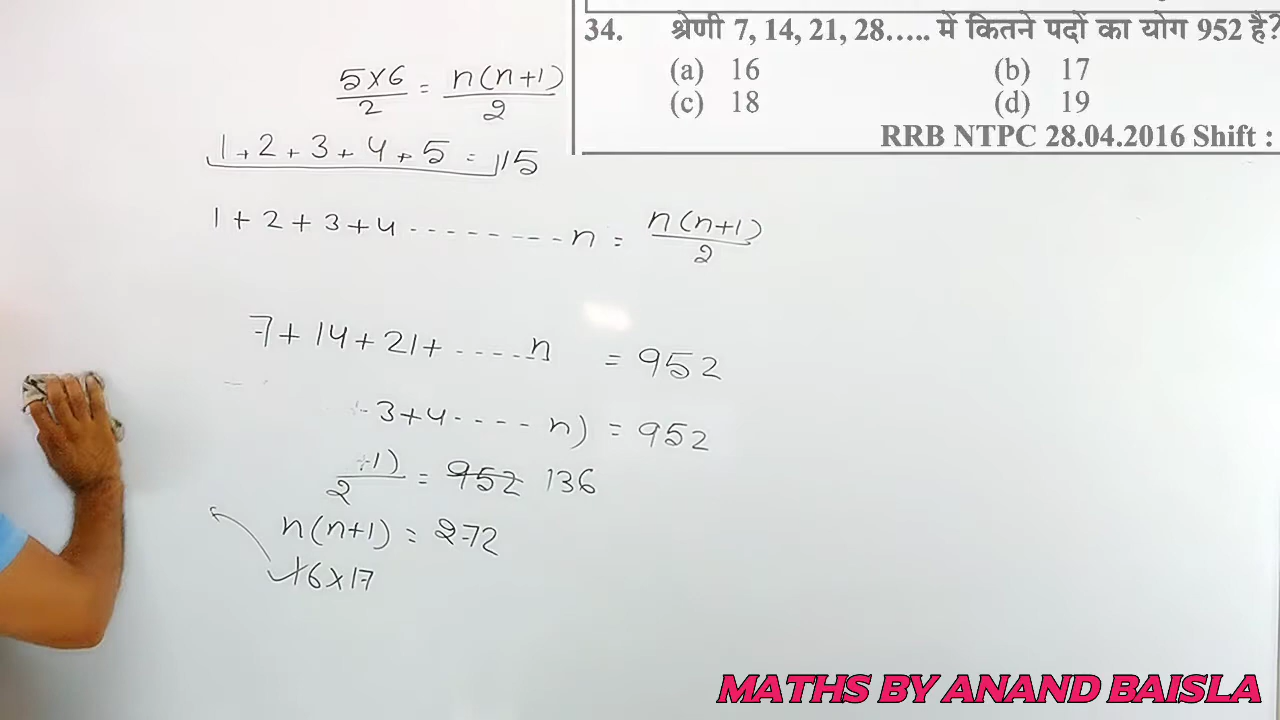 34. श्रेणी 7, 14, 21, 28..... में कितने पदों का योग 952 है?
(a) 16 (b) 17
(c) 18 (d) 19
RRB NTPC 28.04.2016 Shift :
5×6/2 = n(n+1)/2
1+2+3+4+5 = 15
1+2+3+4 --------- n = n(n+1)/2
7+14+21+ ----- n = 952
3+4 ---- n) = 952
+1)/2 = 952 136
n(n+1) = 272
16×17
MATHS BY ANAND BAISLA